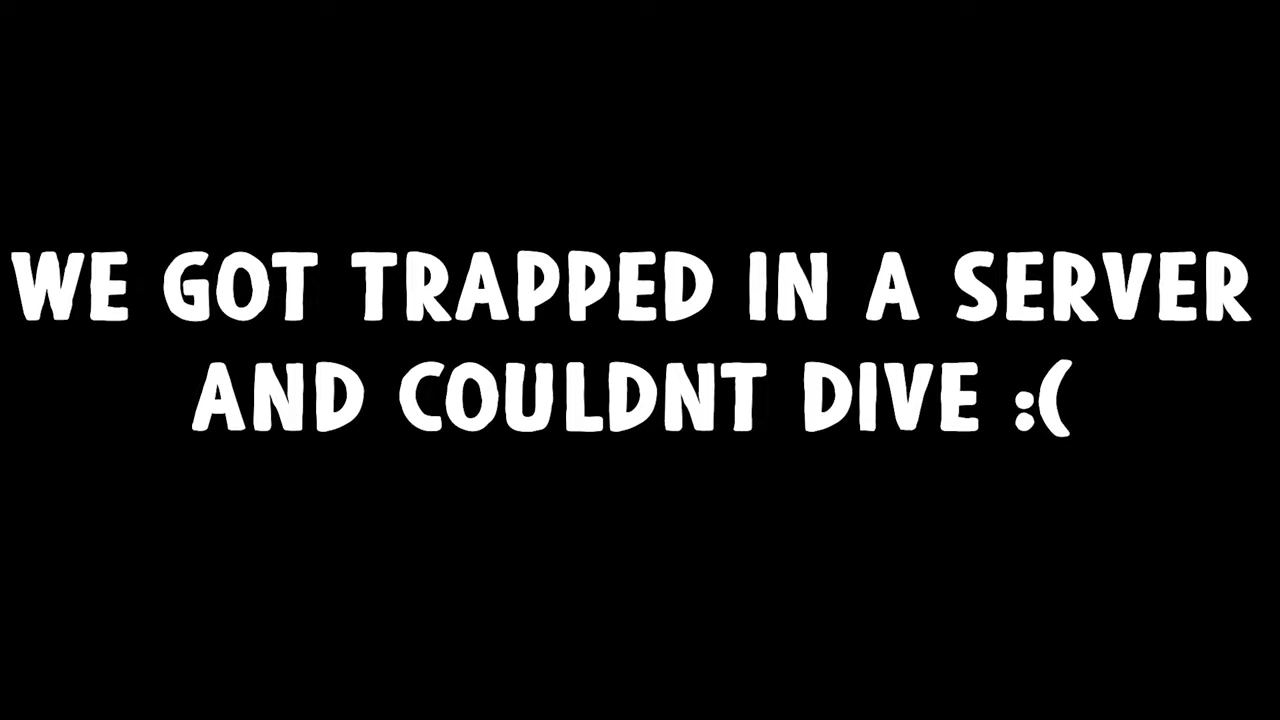 WE GOT TRAPPED IN A SERVER
AND COULDNT DIVE :(